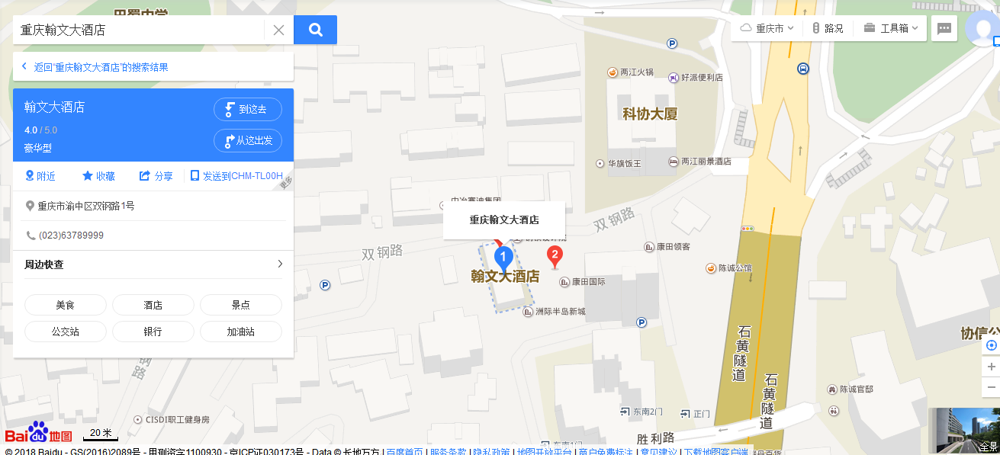 巴蜀中学
重庆翰文大酒店
重庆市
路况
工具箱
返回"重庆翰文大酒店"的搜索结果
翰文大酒店
4.0 / 5.0
豪华型
到这去
从这出发
附近
收藏
分享
发送到CHM-TL00H
更多
重庆市渝中区双钢路1号
(023)63789999
周边快查
美食
酒店
景点
公交站
银行
加油站
P
两江火锅
好派便利店
科协大厦
华旗饭王
两江丽景酒店
中冶赛迪集团
双钢路
重庆翰文大酒店
双钢路
1
2
翰文大酒店
康田领客
陈诚公馆
康田国际
P
洲际半岛新城
P
石黄隧道
石黄隧道
协信公
陈诚官邸
路
CISDI职工健身房
东南2门
正门
东南1门
胜利路
Bai du 地图
20 米
全景
© 2018 Baidu - GS(2016)2089号 - 甲测资字1100930 - 京ICP证030173号 - Data © 长地万方 | 百度首页 | 服务条款 | 隐私政策 | 地图开放平台 | 商户免费标注 | 意见建议 | 下载地图客户端